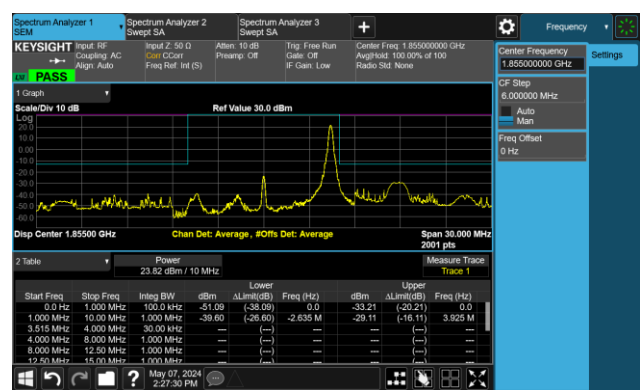 Spectrum Analyzer 1
SEM
Spectrum Analyzer 2
Swept SA
Spectrum Analyzer 3
Swept SA
Frequency
KEYSIGHT
Input: RF
Coupling: AC
Align: Auto
Input Z: 50 Ω
Corr CCorr
Freq Ref: Int (S)
Atten: 10 dB
Preamp: Off
Trig: Free Run
Gate: Off
IF Gain: Low
Center Freq: 1.855000000 GHz
Avg|Hold: 100.00% of 100
Radio Std: None
PASS
Center Frequency
1.855000000 GHz
Settings
CF Step
6.000000 MHz
Auto
Man
Freq Offset
0 Hz
1 Graph
Scale/Div 10 dB
Ref Value 30.0 dBm
Log
20.0
10.0
0.00
-10.0
-20.0
-30.0
-40.0
-50.0
-60.0
Disp Center 1.85500 GHz
Chan Det: Average, #Offs Det: Average
Span 30.000 MHz
2001 pts
2 Table
Power
23.82 dBm / 10 MHz
Measure Trace
Trace 1
Lower Upper
Start Freq Stop Freq Integ BW dBm ΔLimit(dB) Freq (Hz) dBm ΔLimit(dB) Freq (Hz)
0.0 Hz 1.000 MHz 100.0 kHz -51.09 (-38.09) 0.0 -33.21 (-20.21) 0.0
1.000 MHz 10.00 MHz 1.000 MHz -39.60 (-26.60) -2.635 M -29.11 (-16.11) 3.925 M
3.515 MHz 4.000 MHz 30.00 kHz --- (---) --- --- (---) ---
4.000 MHz 8.000 MHz 1.000 MHz --- (---) --- --- (---) ---
8.000 MHz 12.50 MHz 1.000 MHz --- (---) --- --- (---) ---
12.50 MHz 15.00 MHz 1.000 MHz --- (---) --- --- (---) ---
May 07, 2024
2:27:30 PM